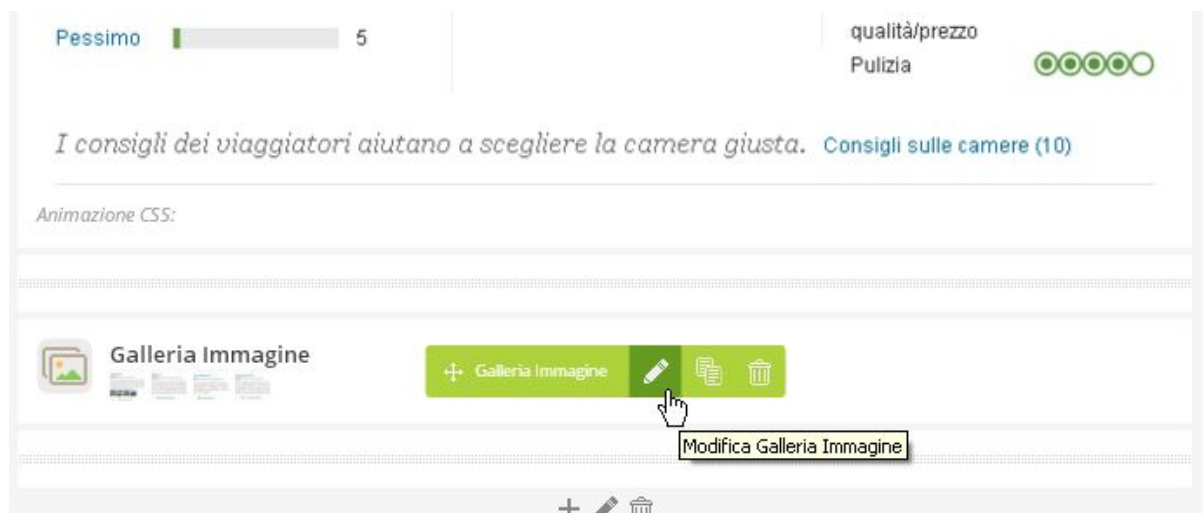 Pessimo 5
qualità/prezzo
Pulizia
I consigli dei viaggiatori aiutano a scegliere la camera giusta. Consigli sulle camere (10)
Animazione CSS:
Galleria Immagine
Galleria Immagine
Modifica Galleria Immagine